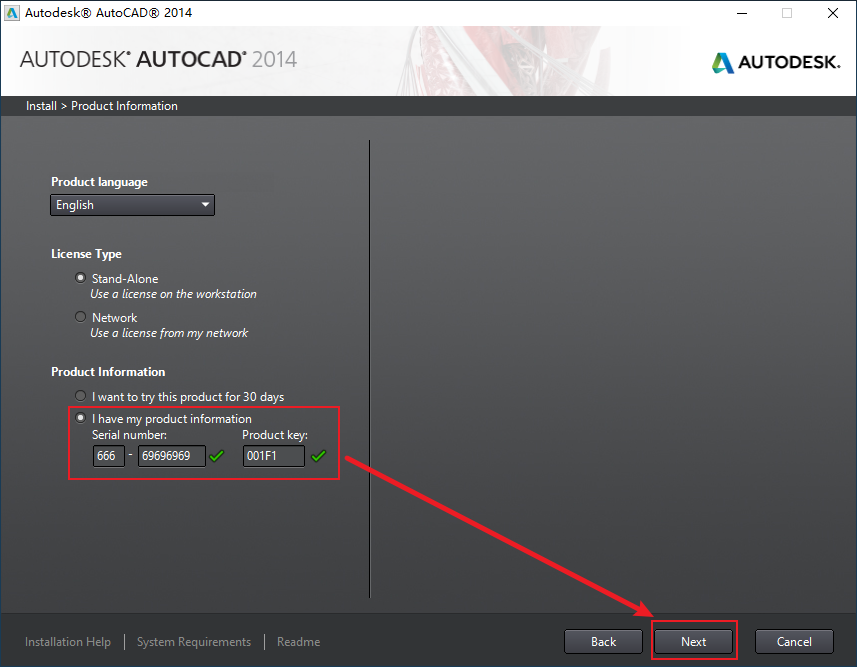 Autodesk® AutoCAD® 2014
AUTODESK® AUTOCAD® 2014
AUTODESK.
Install > Product Information
Product language
English
License Type
Stand-Alone
Use a license on the workstation
Network
Use a license from my network
Product Information
I want to try this product for 30 days
I have my product information
Serial number: Product key:
666 - 69696969 001F1
Installation Help System Requirements Readme Back Next Cancel